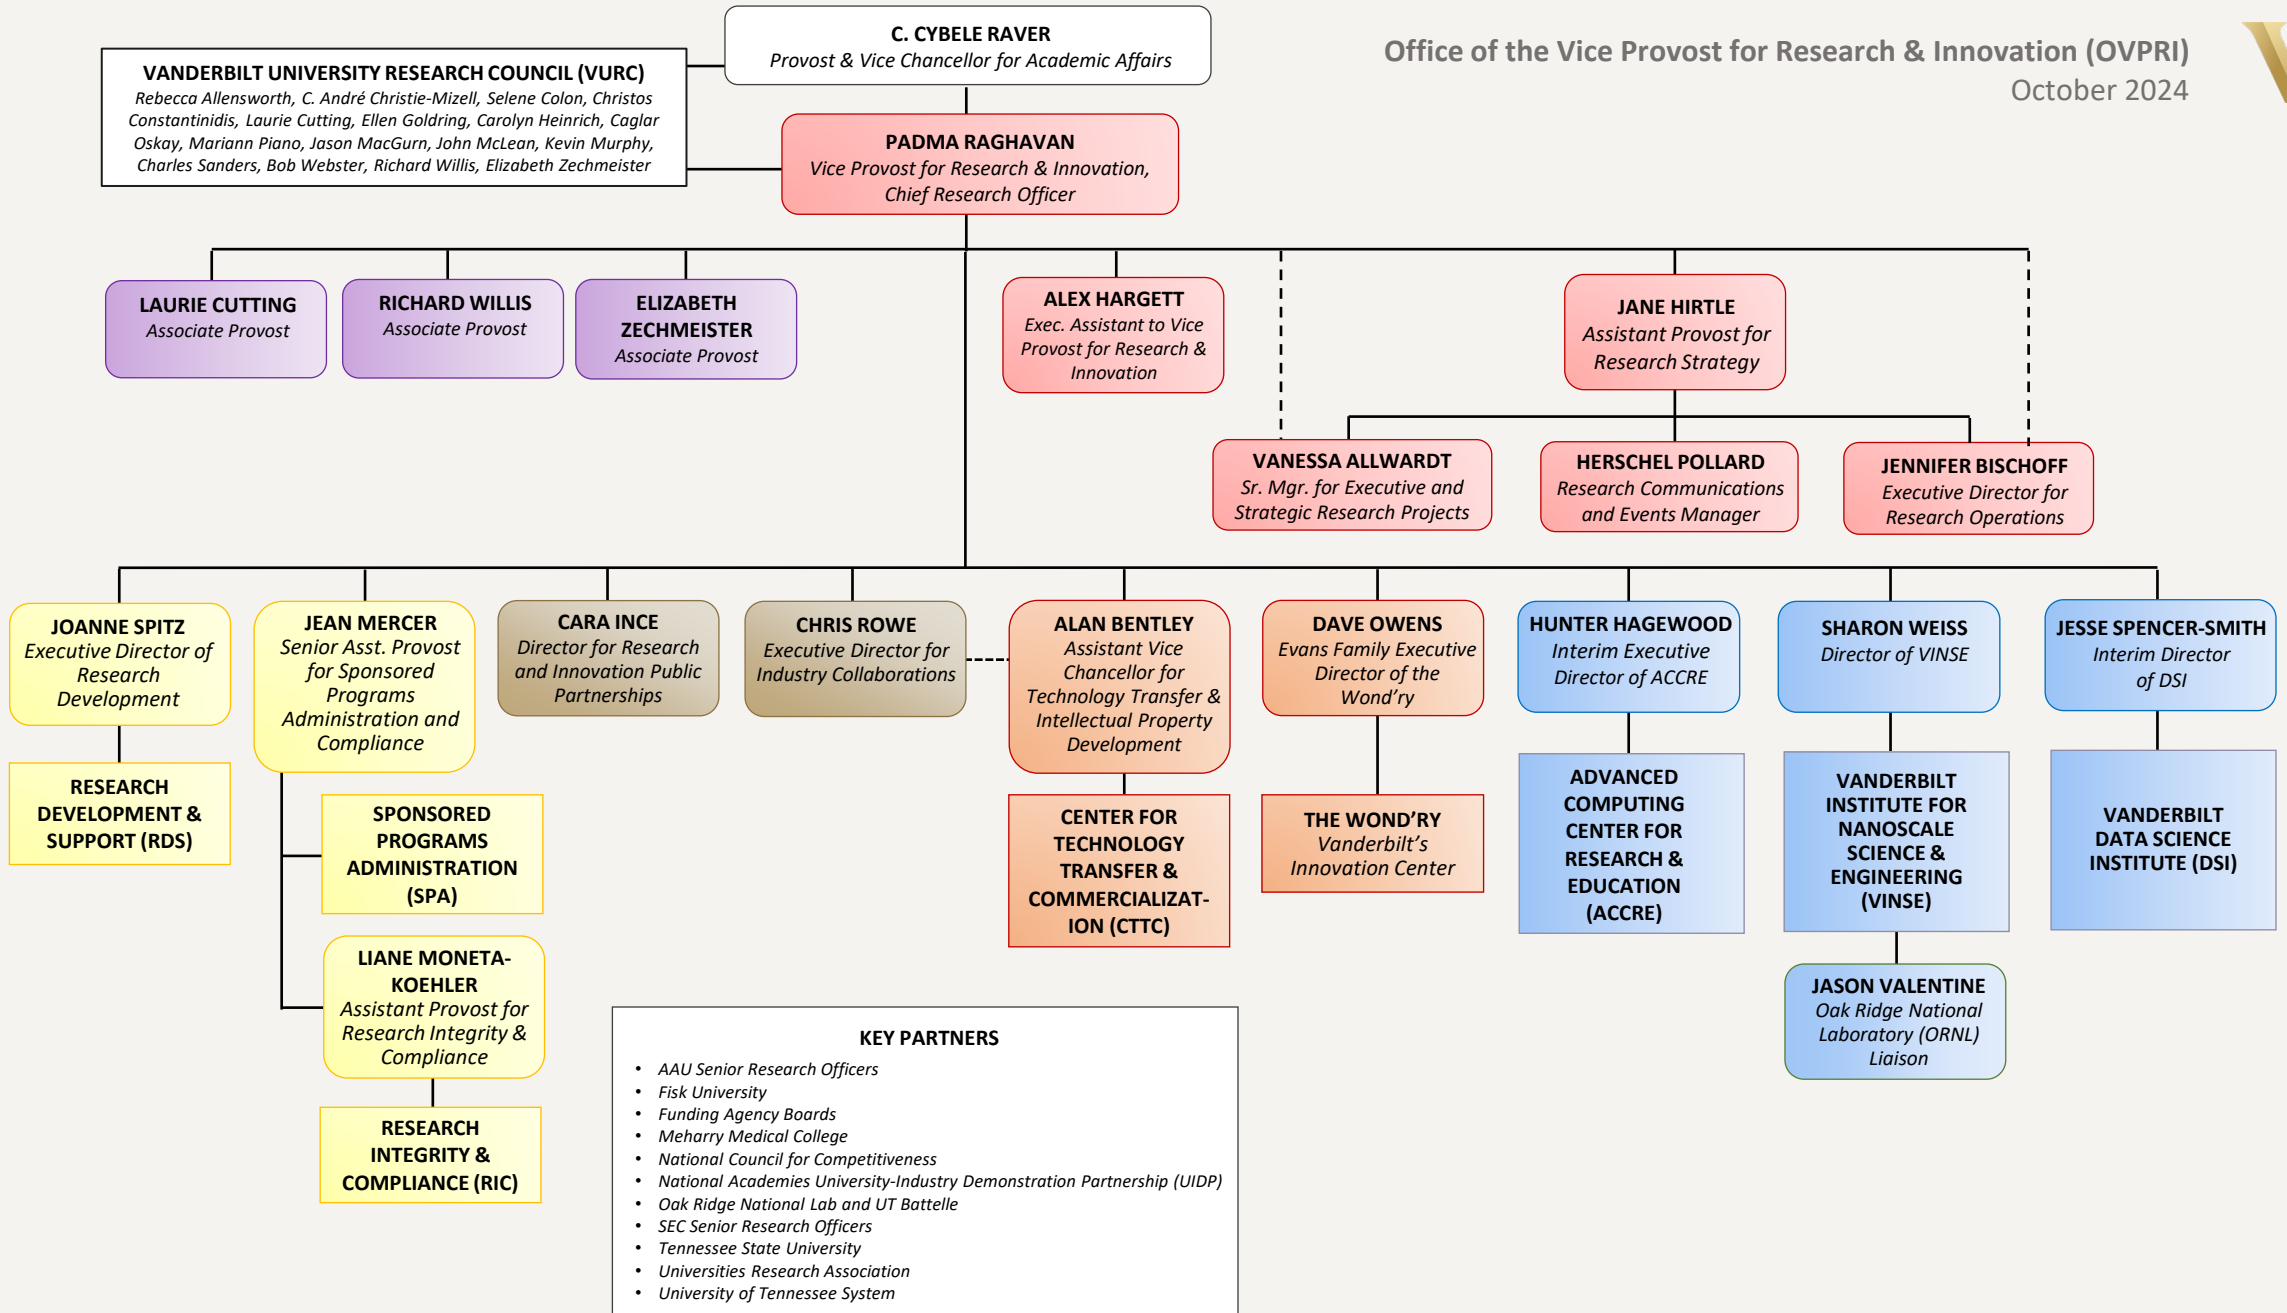 C. CYBELE RAVER
Provost & Vice Chancellor for Academic Affairs
Office of the Vice Provost for Research & Innovation (OVPRI)
October 2024
VANDERBILT UNIVERSITY RESEARCH COUNCIL (VURC)
Rebecca Allensworth, C. André Christie-Mizell, Selene Colon, Christos
Constantinidis, Laurie Cutting, Ellen Goldring, Carolyn Heinrich, Caglar
Oskay, Mariann Piano, Jason MacGurn, John McLean, Kevin Murphy,
Charles Sanders, Bob Webster, Richard Willis, Elizabeth Zechmeister
PADMA RAGHAVAN
Vice Provost for Research & Innovation,
Chief Research Officer
LAURIE CUTTING
Associate Provost
RICHARD WILLIS
Associate Provost
ELIZABETH
ZECHMEISTER
Associate Provost
ALEX HARGETT
Exec. Assistant to Vice
Provost for Research &
Innovation
JANE HIRTLE
Assistant Provost for
Research Strategy
VANESSA ALLWARDT
Sr. Mgr. for Executive and
Strategic Research Projects
HERSCHEL POLLARD
Research Communications
and Events Manager
JENNIFER BISCHOFF
Executive Director for
Research Operations
JOANNE SPITZ
Executive Director of
Research
Development
JEAN MERCER
Senior Asst. Provost
for Sponsored
Programs
Administration and
Compliance
CARA INCE
Director for Research
and Innovation Public
Partnerships
CHRIS ROWE
Executive Director for
Industry Collaborations
ALAN BENTLEY
Assistant Vice
Chancellor for
Technology Transfer &
Intellectual Property
Development
DAVE OWENS
Evans Family Executive
Director of the
Wond'ry
HUNTER HAGEWOOD
Interim Executive
Director of ACCRE
SHARON WEISS
Director of VINSE
JESSE SPENCER-SMITH
Interim Director
of DSI
RESEARCH
DEVELOPMENT &
SUPPORT (RDS)
SPONSORED
PROGRAMS
ADMINISTRATION
(SPA)
LIANE MONETA-
KOEHLER
Assistant Provost for
Research Integrity &
Compliance
RESEARCH
INTEGRITY &
COMPLIANCE (RIC)
CENTER FOR
TECHNOLOGY
TRANSFER &
COMMERCIALIZAT-
ION (CTTC)
THE WOND'RY
Vanderbilt's
Innovation Center
ADVANCED
COMPUTING
CENTER FOR
RESEARCH &
EDUCATION
(ACCRE)
VANDERBILT
INSTITUTE FOR
NANOSCALE
SCIENCE &
ENGINEERING
(VINSE)
VANDERBILT
DATA SCIENCE
INSTITUTE (DSI)
JASON VALENTINE
Oak Ridge National
Laboratory (ORNL)
Liaison
KEY PARTNERS
• AAU Senior Research Officers
• Fisk University
• Funding Agency Boards
• Meharry Medical College
• National Council for Competitiveness
• National Academies University-Industry Demonstration Partnership (UIDP)
• Oak Ridge National Lab and UT Battelle
• SEC Senior Research Officers
• Tennessee State University
• Universities Research Association
• University of Tennessee System